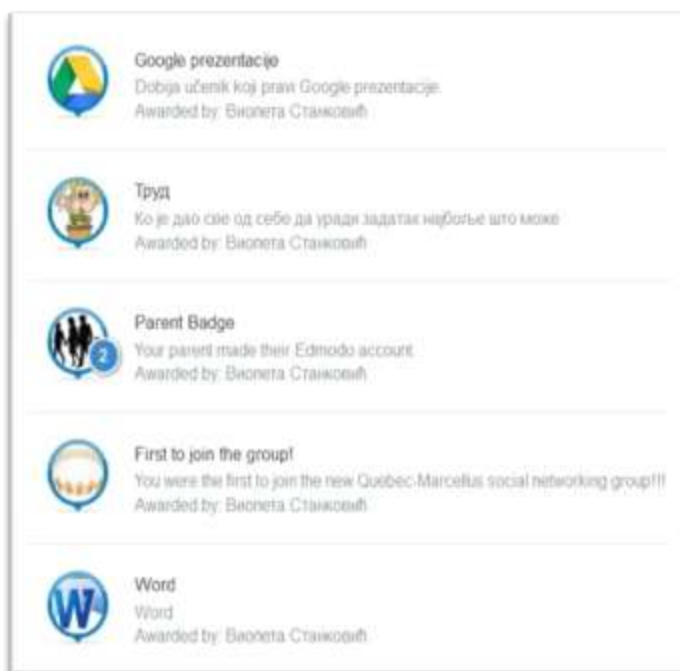 Google prezentacije
Dobija učenik koji pravi Google prezentacije.
Awarded by: Виолета Станковић
Труд
Ко је дао све од себе да уради задатак најбоље што може
Awarded by: Виолета Станковић
Parent Badge
2
Your parent made their Edmodo account
Awarded by: Виолета Станковић
First to join the group!
You were the first to join the new Quebec-Marcellus social networking group!!!
Awarded by: Виолета Станковић
W
Word
Word
Awarded by: Виолета Станковић